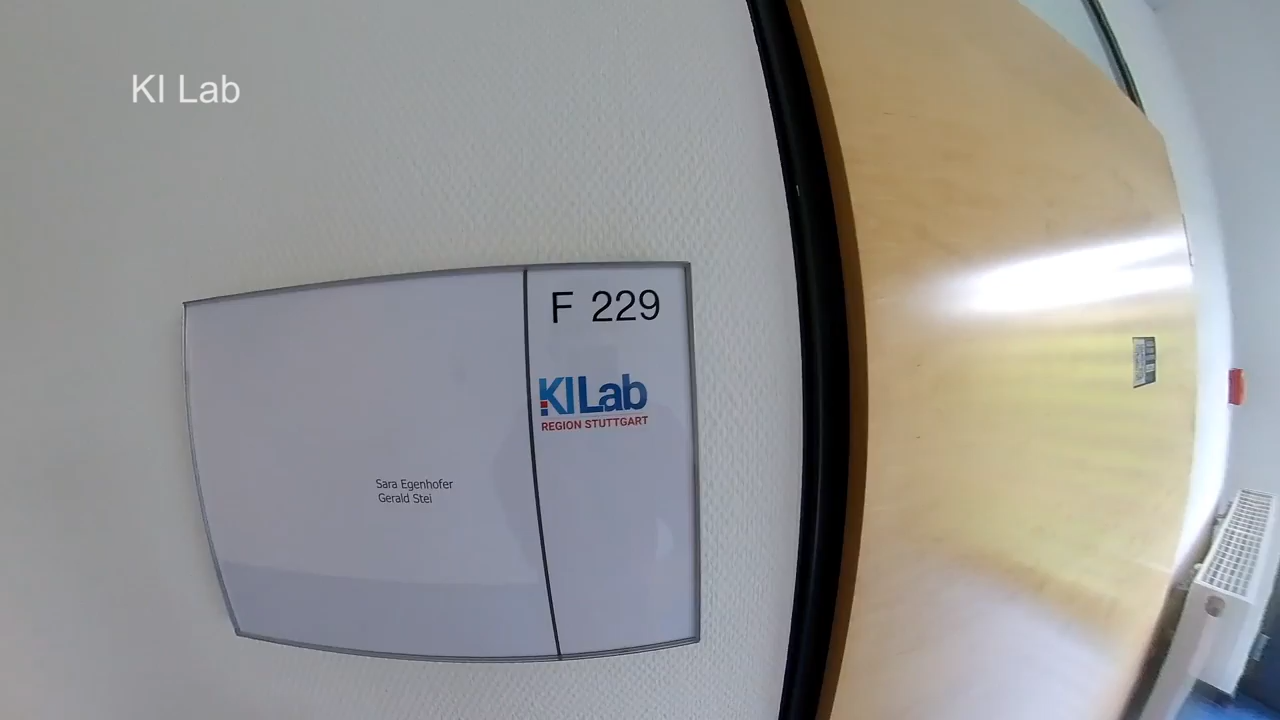 KI Lab
F 229
KILab
REGION STUTTGART
Sara Egenhofer
Gerald Stei